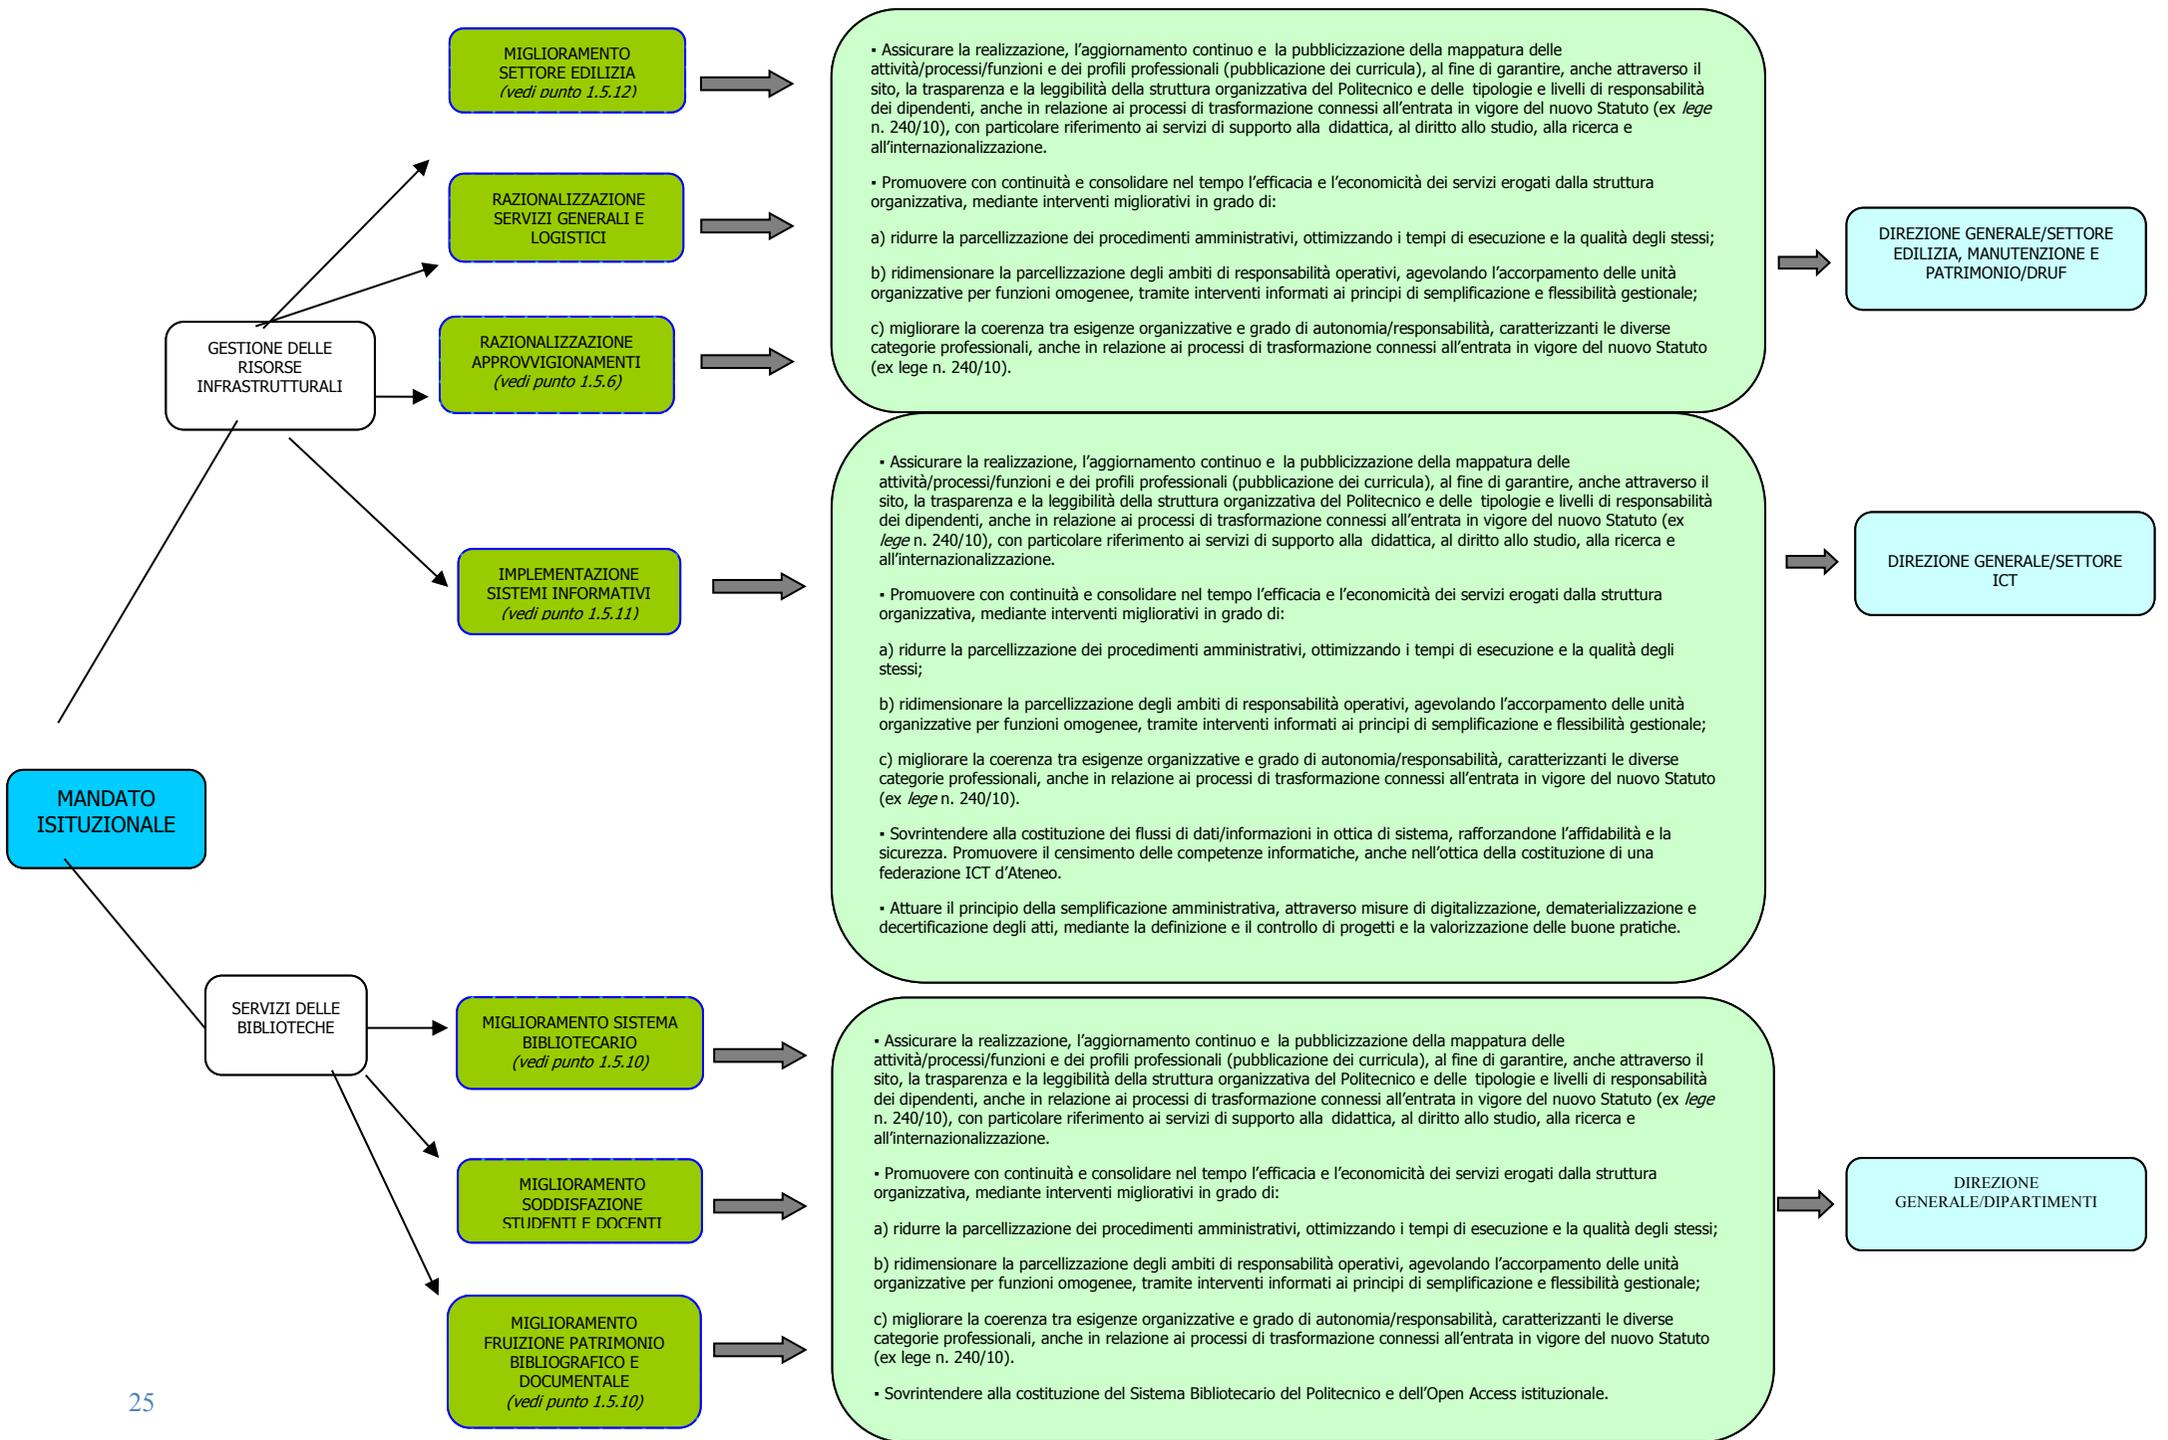 MIGLIORAMENTO
SETTORE EDILIZIA
(vedi punto 1.5.12)
RAZIONALIZZAZIONE
SERVIZI GENERALI E
LOGISTICI
GESTIONE DELLE
RISORSE
INFRASTRUTTURALI
RAZIONALIZZAZIONE
APPROVVIGIONAMENTI
(vedi punto 1.5.6)
▪ Assicurare la realizzazione, l’aggiornamento continuo e la pubblicizzazione della mappatura delle
attività/processi/funzioni e dei profili professionali (pubblicazione dei curricula), al fine di garantire, anche attraverso il
sito, la trasparenza e la leggibilità della struttura organizzativa del Politecnico e delle tipologie e livelli di responsabilità
dei dipendenti, anche in relazione ai processi di trasformazione connessi all’entrata in vigore del nuovo Statuto (ex lege
n. 240/10), con particolare riferimento ai servizi di supporto alla didattica, al diritto allo studio, alla ricerca e
all’internazionalizzazione.
▪ Promuovere con continuità e consolidare nel tempo l’efficacia e l’economicità dei servizi erogati dalla struttura
organizzativa, mediante interventi migliorativi in grado di:
a) ridurre la parcellizzazione dei procedimenti amministrativi, ottimizzando i tempi di esecuzione e la qualità degli stessi;
b) ridimensionare la parcellizzazione degli ambiti di responsabilità operativi, agevolando l’accorpamento delle unità
organizzative per funzioni omogenee, tramite interventi informati ai principi di semplificazione e flessibilità gestionale;
c) migliorare la coerenza tra esigenze organizzative e grado di autonomia/responsabilità, caratterizzanti le diverse
categorie professionali, anche in relazione ai processi di trasformazione connessi all’entrata in vigore del nuovo Statuto
(ex lege n. 240/10).
DIREZIONE GENERALE/SETTORE
EDILIZIA, MANUTENZIONE E
PATRIMONIO/DRUF
IMPLEMENTAZIONE
SISTEMI INFORMATIVI
(vedi punto 1.5.11)
▪ Assicurare la realizzazione, l’aggiornamento continuo e la pubblicizzazione della mappatura delle
attività/processi/funzioni e dei profili professionali (pubblicazione dei curricula), al fine di garantire, anche attraverso il
sito, la trasparenza e la leggibilità della struttura organizzativa del Politecnico e delle tipologie e livelli di responsabilità
dei dipendenti, anche in relazione ai processi di trasformazione connessi all’entrata in vigore del nuovo Statuto (ex
lege n. 240/10), con particolare riferimento ai servizi di supporto alla didattica, al diritto allo studio, alla ricerca e
all’internazionalizzazione.
▪ Promuovere con continuità e consolidare nel tempo l’efficacia e l’economicità dei servizi erogati dalla struttura
organizzativa, mediante interventi migliorativi in grado di:
a) ridurre la parcellizzazione dei procedimenti amministrativi, ottimizzando i tempi di esecuzione e la qualità degli
stessi;
b) ridimensionare la parcellizzazione degli ambiti di responsabilità operativi, agevolando l’accorpamento delle unità
organizzative per funzioni omogenee, tramite interventi informati ai principi di semplificazione e flessibilità gestionale;
c) migliorare la coerenza tra esigenze organizzative e grado di autonomia/responsabilità, caratterizzanti le diverse
categorie professionali, anche in relazione ai processi di trasformazione connessi all’entrata in vigore del nuovo Statuto
(ex lege n. 240/10).
▪ Sovrintendere alla costituzione dei flussi di dati/informazioni in ottica di sistema, rafforzandone l’affidabilità e la
sicurezza. Promuovere il censimento delle competenze informatiche, anche nell’ottica della costituzione di una
federazione ICT d’Ateneo.
▪ Attuare il principio della semplificazione amministrativa, attraverso misure di digitalizzazione, dematerializzazione e
decertificazione degli atti, mediante la definizione e il controllo di progetti e la valorizzazione delle buone pratiche.
DIREZIONE GENERALE/SETTORE
ICT
MANDATO
ISITUZIONALE
SERVIZI DELLE
BIBLIOTECHE
MIGLIORAMENTO SISTEMA
BIBLIOTECARIO
(vedi punto 1.5.10)
MIGLIORAMENTO
SODDISFAZIONE
STUDENTI E DOCENTI
MIGLIORAMENTO
FRUIZIONE PATRIMONIO
BIBLIOGRAFICO E
DOCUMENTALE
(vedi punto 1.5.10)
▪ Assicurare la realizzazione, l’aggiornamento continuo e la pubblicizzazione della mappatura delle
attività/processi/funzioni e dei profili professionali (pubblicazione dei curricula), al fine di garantire, anche attraverso il
sito, la trasparenza e la leggibilità della struttura organizzativa del Politecnico e delle tipologie e livelli di responsabilità
dei dipendenti, anche in relazione ai processi di trasformazione connessi all’entrata in vigore del nuovo Statuto (ex lege
n. 240/10), con particolare riferimento ai servizi di supporto alla didattica, al diritto allo studio, alla ricerca e
all’internazionalizzazione.
▪ Promuovere con continuità e consolidare nel tempo l’efficacia e l’economicità dei servizi erogati dalla struttura
organizzativa, mediante interventi migliorativi in grado di:
a) ridurre la parcellizzazione dei procedimenti amministrativi, ottimizzando i tempi di esecuzione e la qualità degli stessi;
b) ridimensionare la parcellizzazione degli ambiti di responsabilità operativi, agevolando l’accorpamento delle unità
organizzative per funzioni omogenee, tramite interventi informati ai principi di semplificazione e flessibilità gestionale;
c) migliorare la coerenza tra esigenze organizzative e grado di autonomia/responsabilità, caratterizzanti le diverse
categorie professionali, anche in relazione ai processi di trasformazione connessi all’entrata in vigore del nuovo Statuto
(ex lege n. 240/10).
▪ Sovrintendere alla costituzione del Sistema Bibliotecario del Politecnico e dell’Open Access istituzionale.
DIREZIONE
GENERALE/DIPARTIMENTI
25